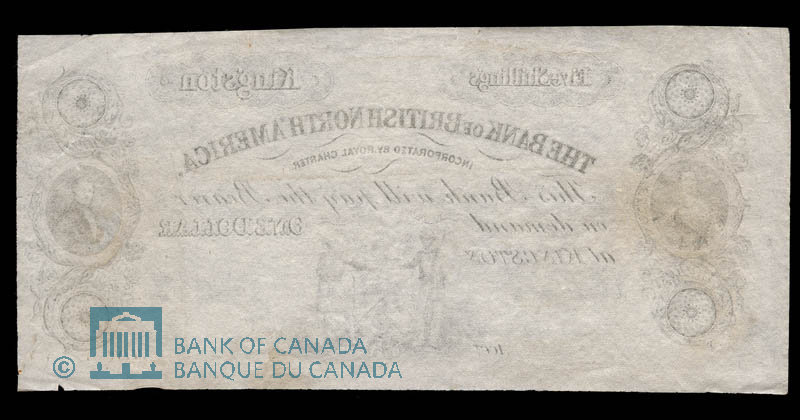 Five Shillings Kingston
THE BANK OF BRITISH NORTH AMERICA,
INCORPORATED BY ROYAL CHARTER.
This Bank will pay the Bearer
on demand ONE DOLLAR
at KINGSTON
© BANK OF CANADA
BANQUE DU CANADA